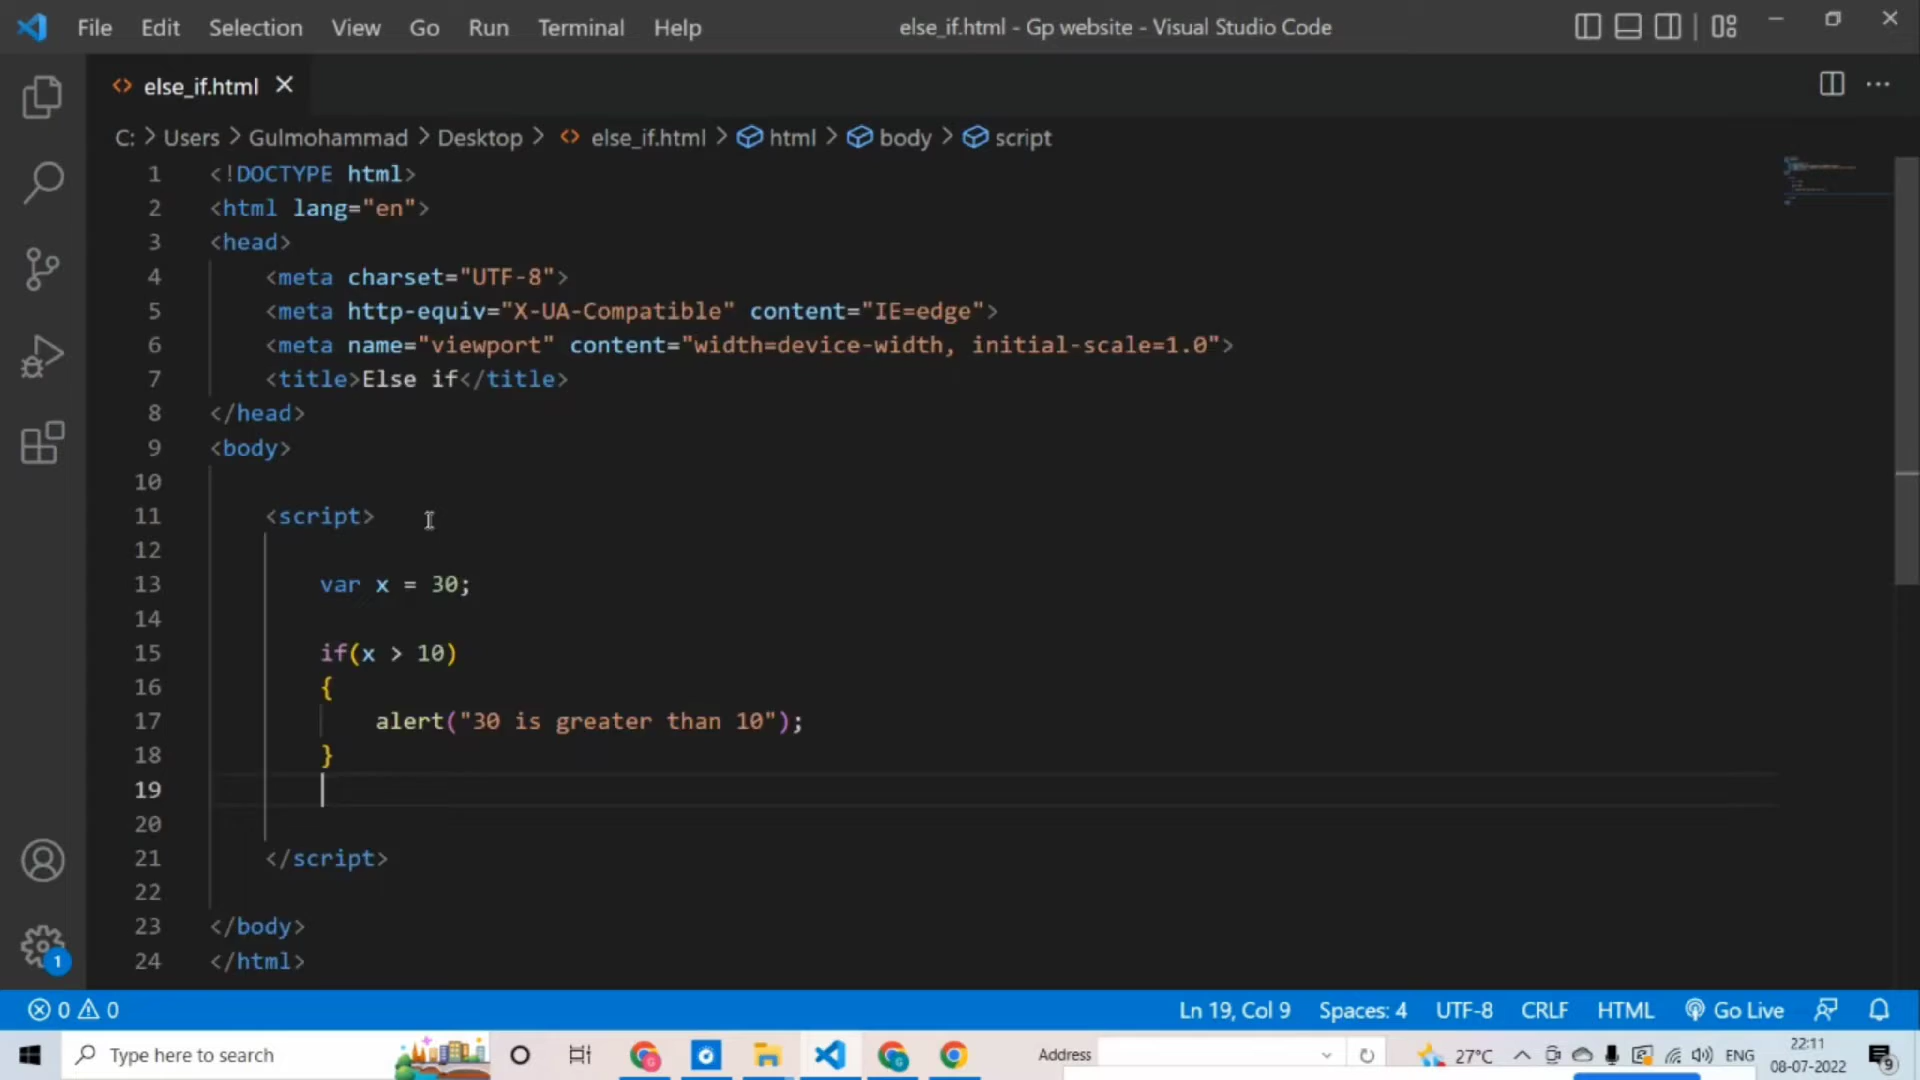 File Edit Selection View Go Run Terminal Help else_if.html - Gp website - Visual Studio Code
else_if.html
C: > Users > Gulmohammad > Desktop > else_if.html > html > body > script
1 <!DOCTYPE html>
2 <html lang="en">
3 <head>
4 <meta charset="UTF-8">
5 <meta http-equiv="X-UA-Compatible" content="IE=edge">
6 <meta name="viewport" content="width=device-width, initial-scale=1.0">
7 <title>Else if</title>
8 </head>
9 <body>
10
11 <script>
12
13 var x = 30;
14
15 if(x > 10)
16 {
17 alert("30 is greater than 10");
18 }
19
20
21 </script>
22
23 </body>
24 </html>
1
0 0 Ln 19, Col 9 Spaces: 4 UTF-8 CRLF HTML Go Live
Type here to search Address 27°C ENG 22:11
08-07-2022 9